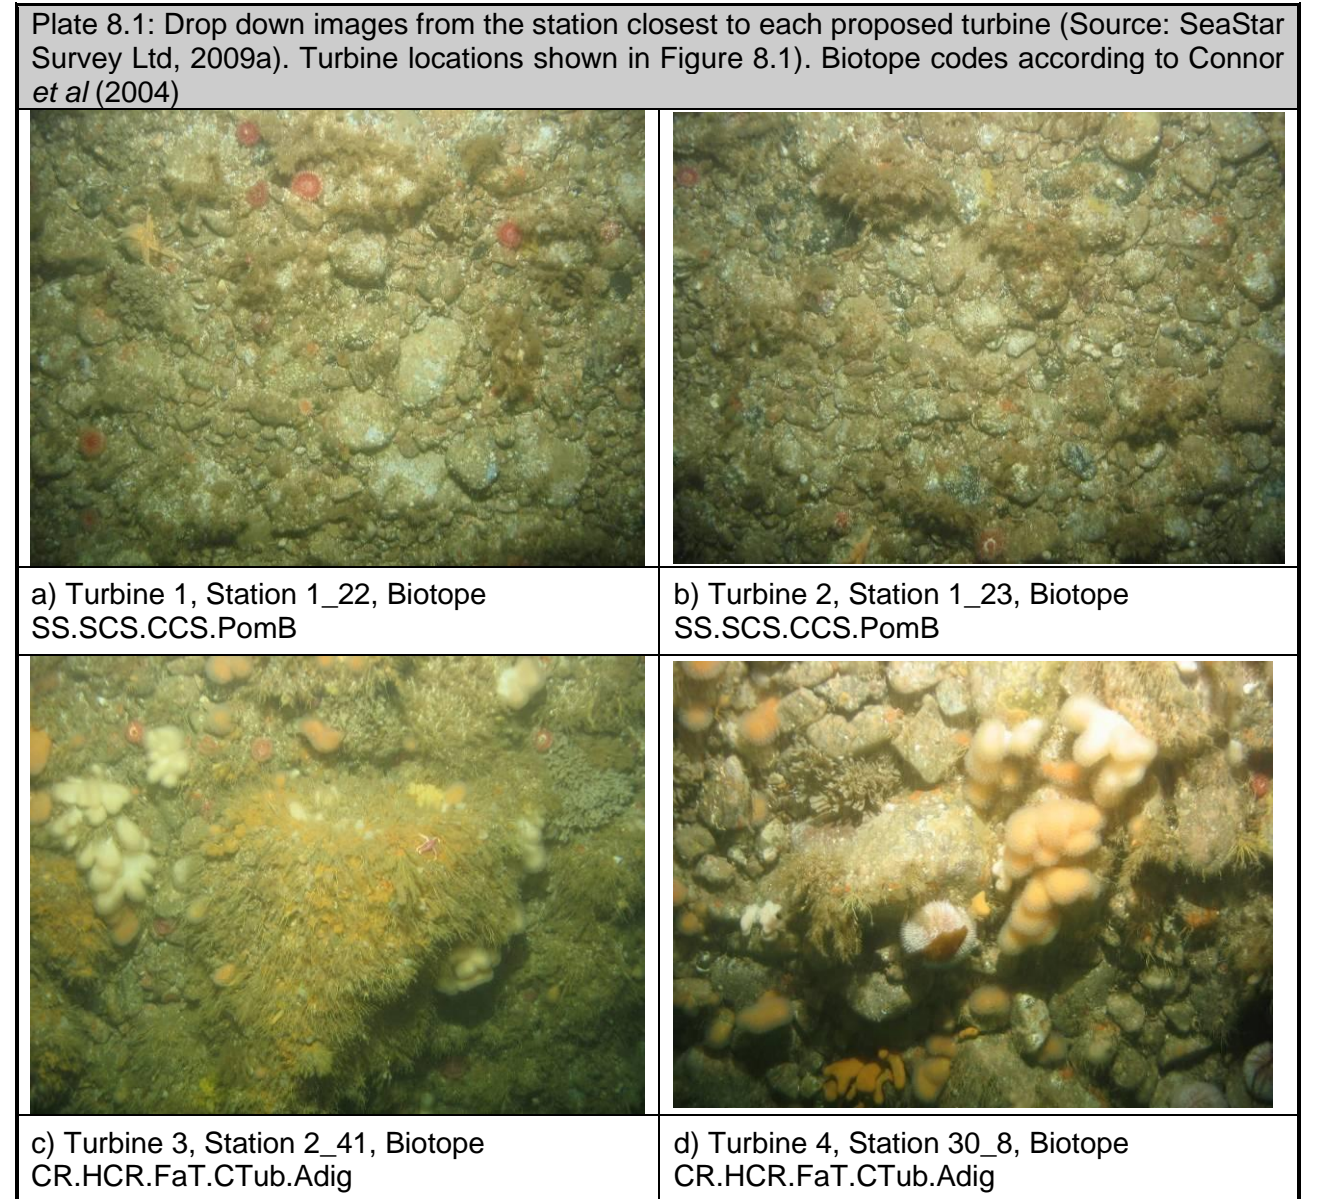 Plate 8.1: Drop down images from the station closest to each proposed turbine (Source: SeaStar
Survey Ltd, 2009a). Turbine locations shown in Figure 8.1). Biotope codes according to Connor
et al (2004)
a) Turbine 1, Station 1_22, Biotope
SS.SCS.CCS.PomB
b) Turbine 2, Station 1_23, Biotope
SS.SCS.CCS.PomB
c) Turbine 3, Station 2_41, Biotope
CR.HCR.FaT.CTub.Adig
d) Turbine 4, Station 30_8, Biotope
CR.HCR.FaT.CTub.Adig